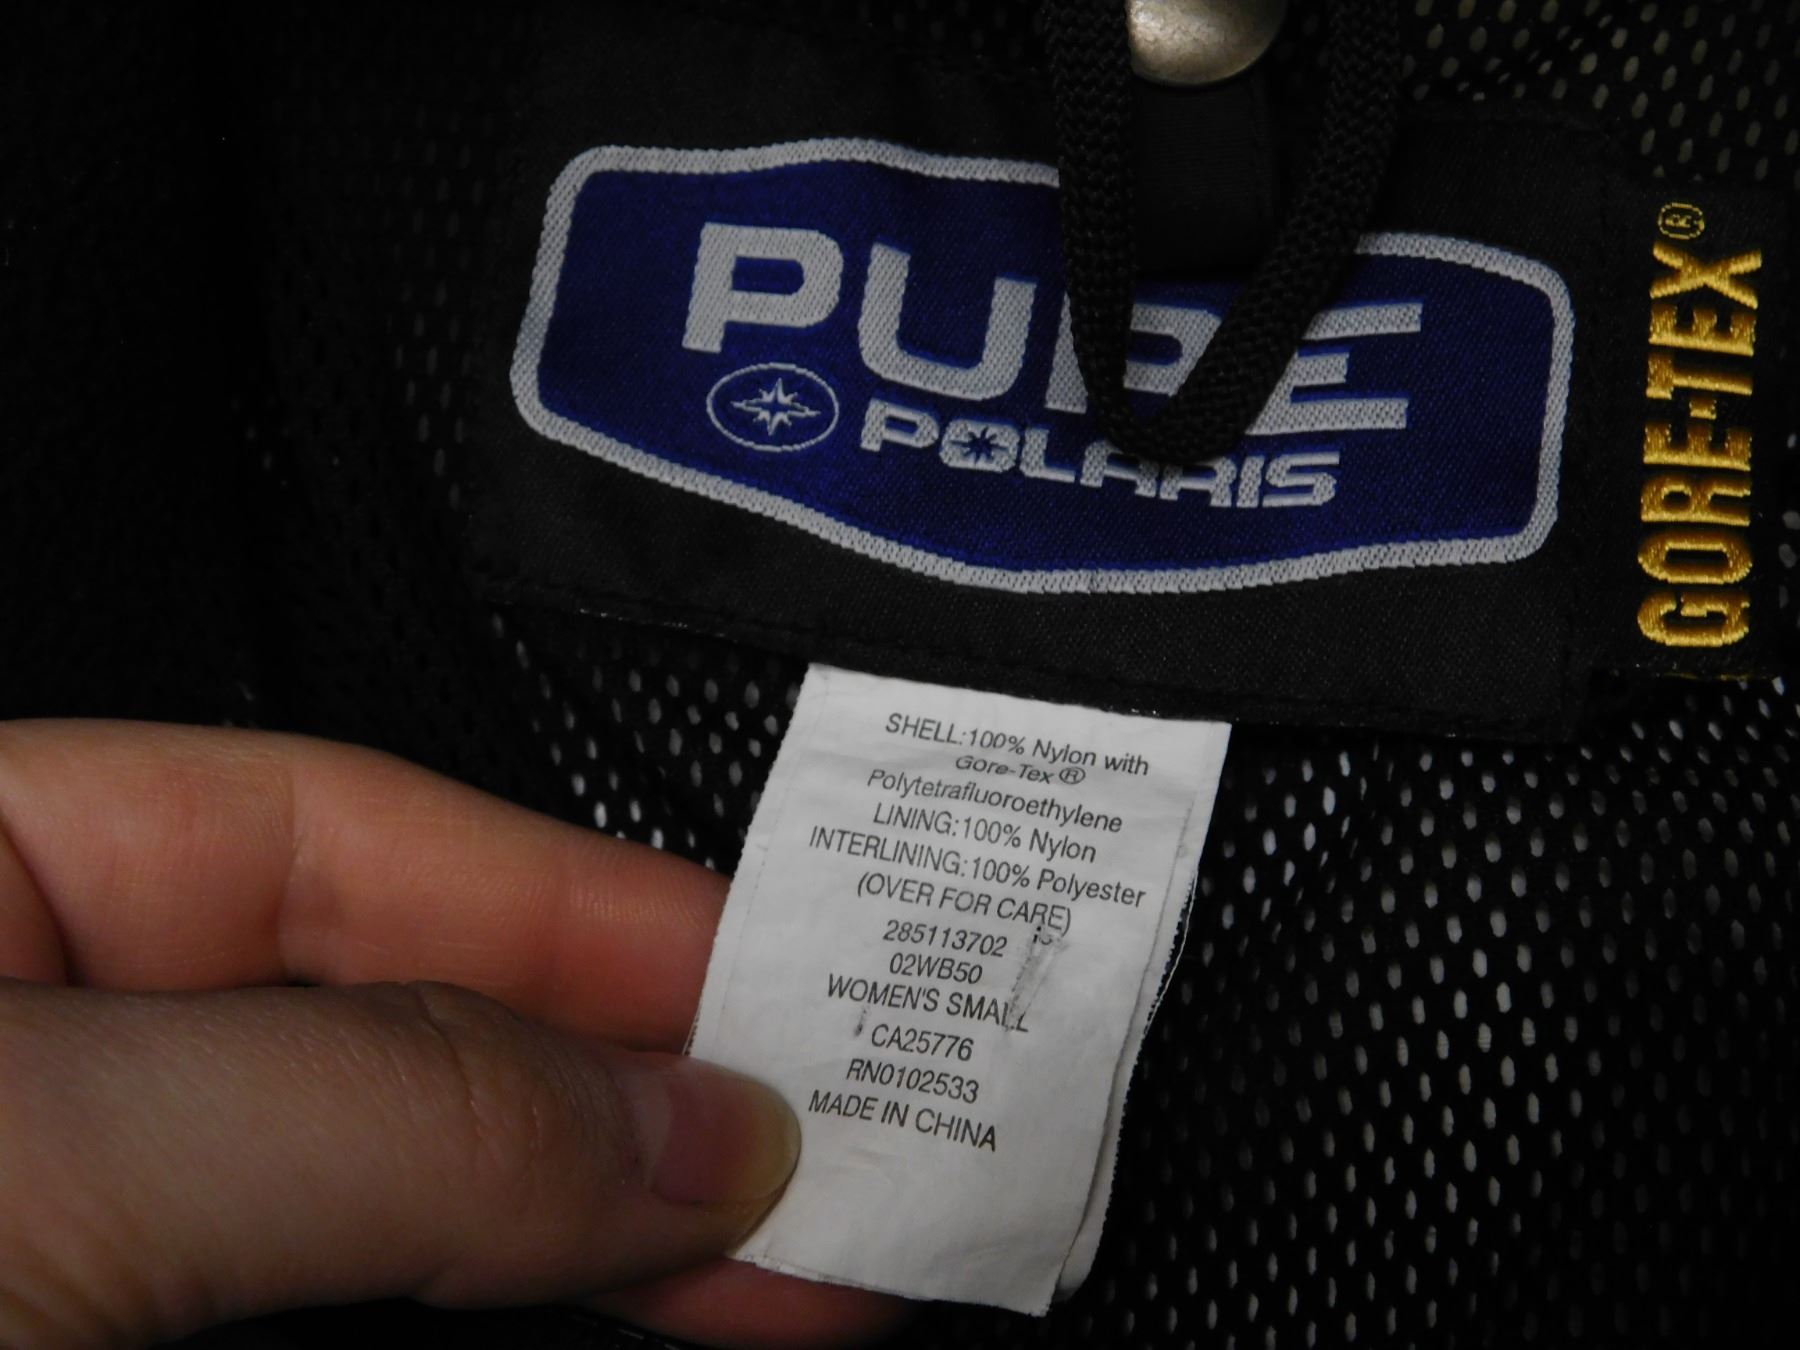 PURE
POLARIS
GORE-TEX®
SHELL:100% Nylon with
Gore-Tex®
Polytetrafluoroethylene
LINING:100% Nylon
INTERLINING:100% Polyester
(OVER FOR CARE)
285113702
02WB50
WOMEN'S SMALL
CA25776
RN0102533
MADE IN CHINA